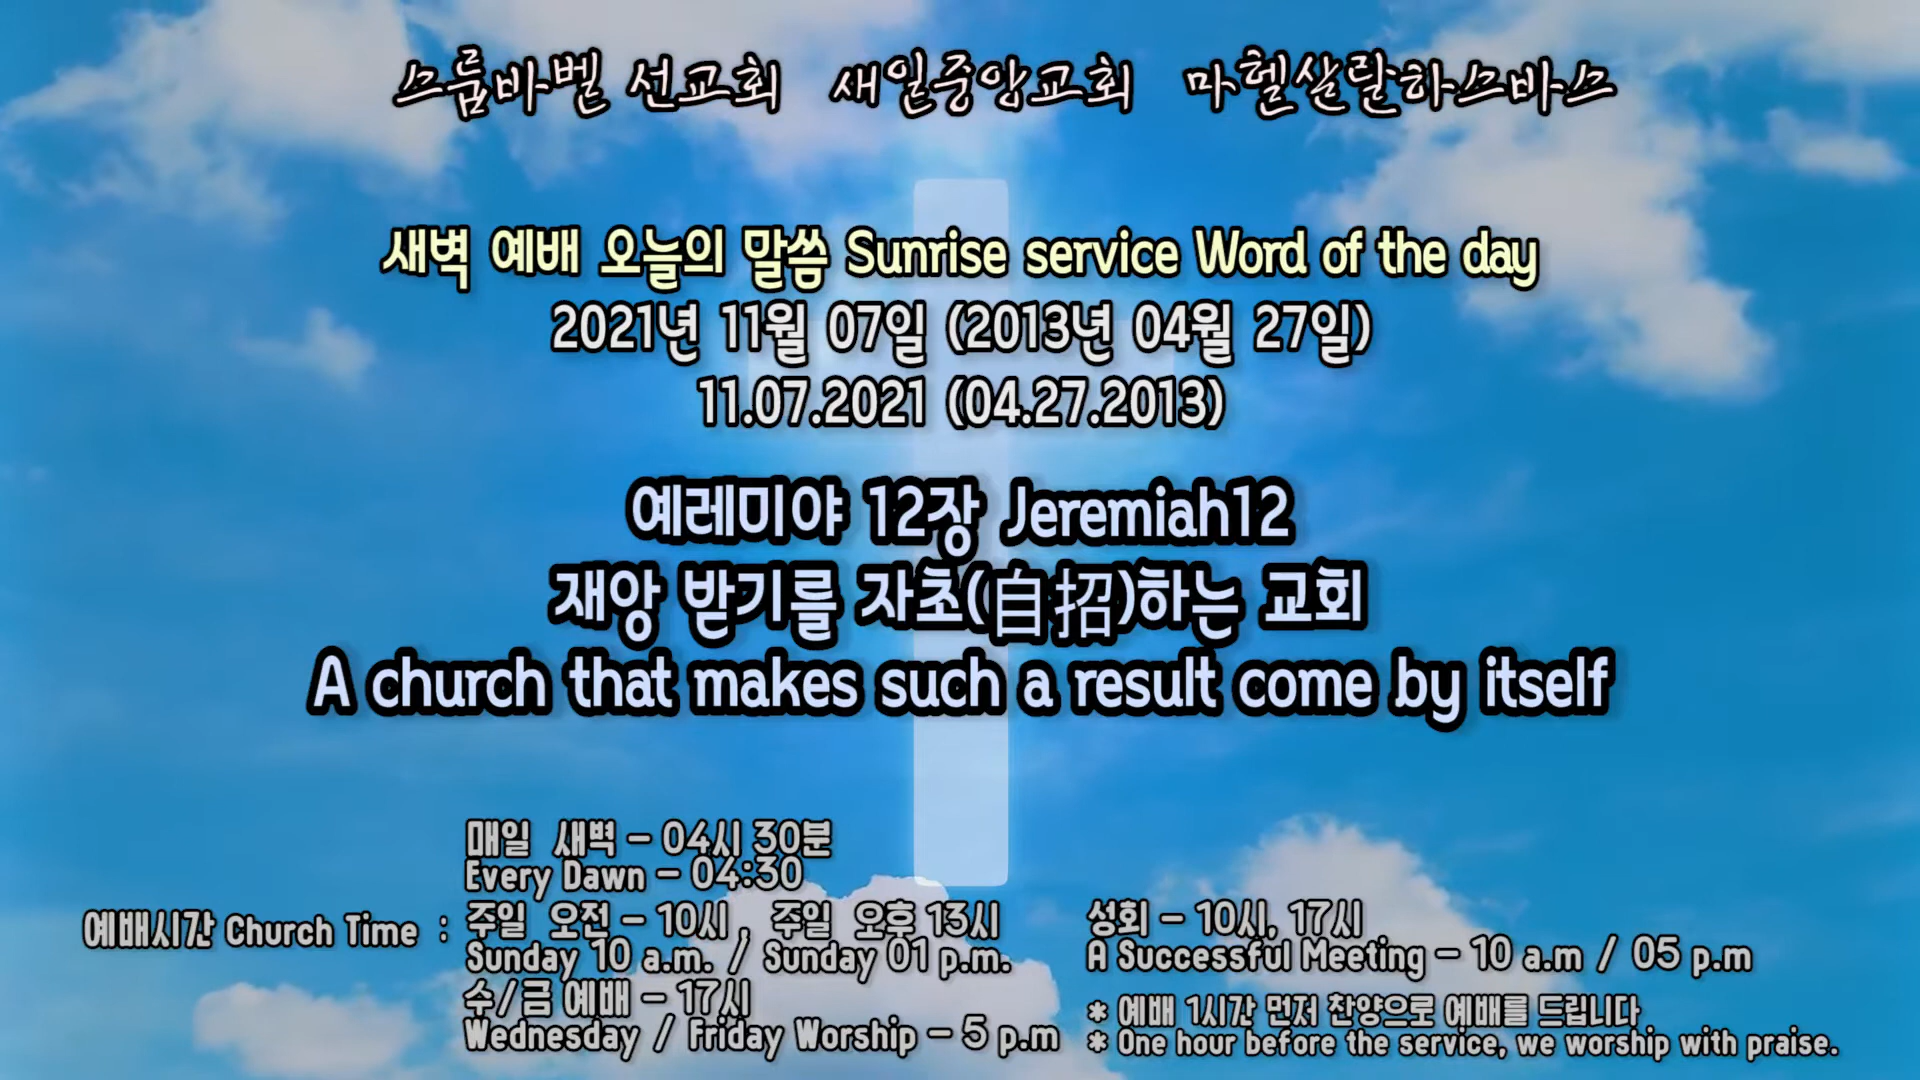 스룹바벨 선교회 새일중앙교회 마헬살랄하스바스
새벽 예배 오늘의 말씀 Sunrise service Word of the day
2021년 11월 07일 (2013년 04월 27일)
11.07.2021 (04.27.2013)
예레미야 12장 Jeremiah12
재앙 받기를 자초(自招)하는 교회
A church that makes such a result come by itself
예배시간 Church Time :
매일 새벽 - 04시 30분
Every Dawn - 04:30
주일 오전 - 10시 , 주일 오후 13시
Sunday 10 a.m. / Sunday 01 p.m.
수/금 예배 - 17시
Wednesday / Friday Worship - 5 p.m
성회 - 10시, 17시
A Successful Meeting - 10 a.m / 05 p.m
* 예배 1시간 먼저 찬양으로 예배를 드립니다
* One hour before the service, we worship with praise.